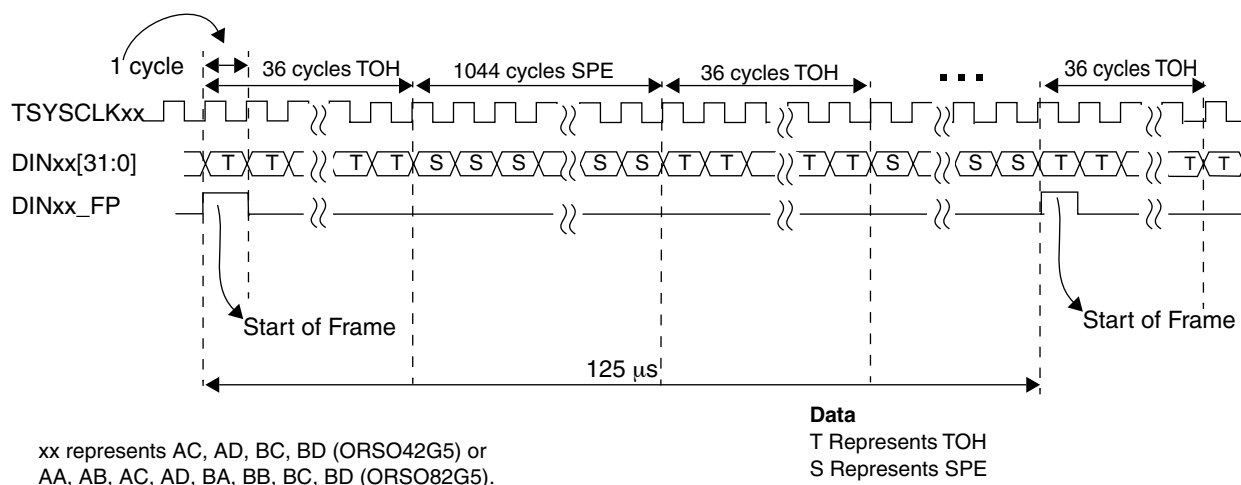 1 cycle
36 cycles TOH
1044 cycles SPE
36 cycles TOH
36 cycles TOH
TSYSCLKxx
DINxx[31:0]
T T T T S S S S S T T T T S S S T T T T
DINxx_FP
Start of Frame
Start of Frame
125 µs
Data
T Represents TOH
S Represents SPE
xx represents AC, AD, BC, BD (ORSO42G5) or
AA, AB, AC, AD, BA, BB, BC, BD (ORSO82G5).